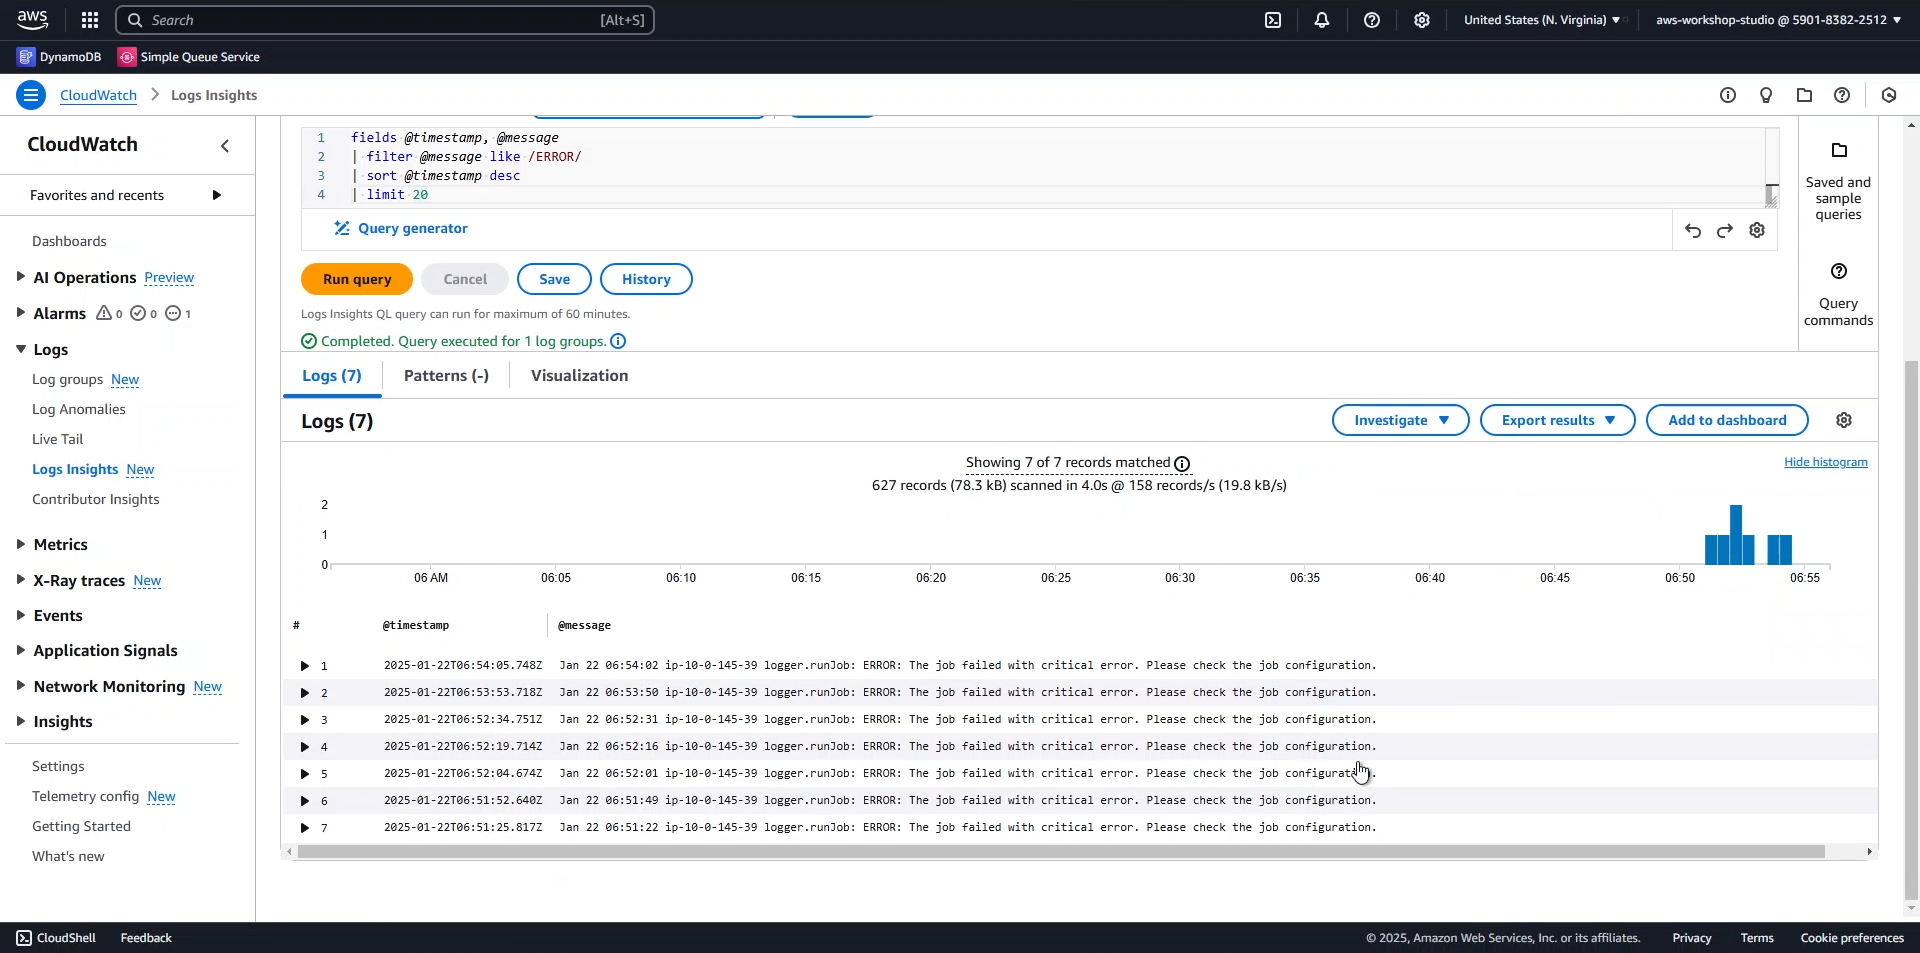 aws
Search [Alt+S]
United States (N. Virginia) ▼
aws-workshop-studio @ 5901-8382-2512 ▼
DynamoDB
Simple Queue Service
CloudWatch > Logs Insights
CloudWatch
Favorites and recents
Dashboards
AI Operations Preview
Alarms 0 0 1
Logs
Log groups New
Log Anomalies
Live Tail
Logs Insights New
Contributor Insights
Metrics
X-Ray traces New
Events
Application Signals
Network Monitoring New
Insights
Settings
Telemetry config New
Getting Started
What's new
1 fields @timestamp, @message
2 | filter @message like /ERROR/
3 | sort @timestamp desc
4 | limit 20
Query generator
Saved and
sample
queries
Query
commands
Run query
Cancel
Save
History
Logs Insights QL query can run for maximum of 60 minutes.
Completed. Query executed for 1 log groups.
Logs (7)
Patterns (-)
Visualization
Logs (7)
Investigate ▼
Export results ▼
Add to dashboard
Showing 7 of 7 records matched
Hide histogram
627 records (78.3 kB) scanned in 4.0s @ 158 records/s (19.8 kB/s)
2
1
0
06 AM 06:05 06:10 06:15 06:20 06:25 06:30 06:35 06:40 06:45 06:50 06:55
# @timestamp @message
1 2025-01-22T06:54:05.748Z Jan 22 06:54:02 ip-10-0-145-39 logger.runJob: ERROR: The job failed with critical error. Please check the job configuration.
2 2025-01-22T06:53:53.718Z Jan 22 06:53:50 ip-10-0-145-39 logger.runJob: ERROR: The job failed with critical error. Please check the job configuration.
3 2025-01-22T06:52:34.751Z Jan 22 06:52:31 ip-10-0-145-39 logger.runJob: ERROR: The job failed with critical error. Please check the job configuration.
4 2025-01-22T06:52:19.714Z Jan 22 06:52:16 ip-10-0-145-39 logger.runJob: ERROR: The job failed with critical error. Please check the job configuration.
5 2025-01-22T06:52:04.674Z Jan 22 06:52:01 ip-10-0-145-39 logger.runJob: ERROR: The job failed with critical error. Please check the job configuration.
6 2025-01-22T06:51:52.640Z Jan 22 06:51:49 ip-10-0-145-39 logger.runJob: ERROR: The job failed with critical error. Please check the job configuration.
7 2025-01-22T06:51:25.817Z Jan 22 06:51:22 ip-10-0-145-39 logger.runJob: ERROR: The job failed with critical error. Please check the job configuration.
CloudShell
Feedback
© 2025, Amazon Web Services, Inc. or its affiliates.
Privacy
Terms
Cookie preferences